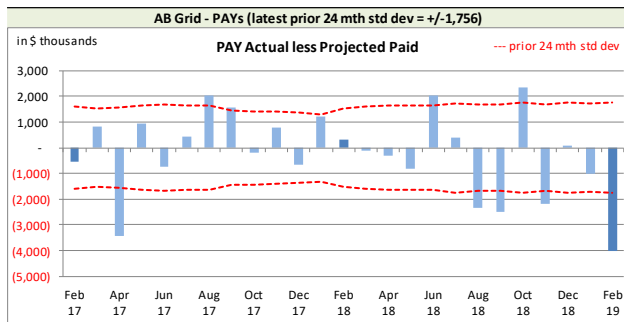 AB Grid - PAYs (latest prior 24 mth std dev = +/-1,756)
in $ thousands
PAY Actual less Projected Paid
--- prior 24 mth std dev
3,000
2,000
1,000
-
(1,000)
(2,000)
(3,000)
(4,000)
(5,000)
Feb Apr Jun Aug Oct Dec Feb Apr Jun Aug Oct Dec Feb
17 17 17 17 17 17 18 18 18 18 18 18 19